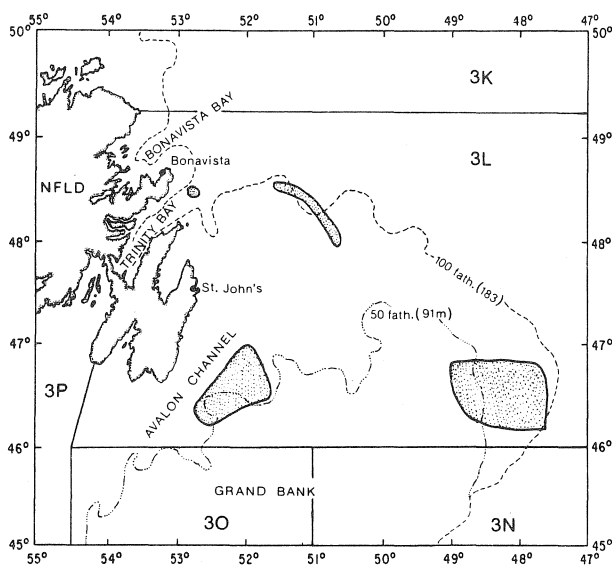 55° 54° 53° 52° 51° 50° 49° 48° 47°
50° 50°
3K
49° 49°
BONAVISTA BAY
3L
Bonavista
NFLD
TRINITY BAY
48° 48°
100 fath.(183)
St. John's
50 fath.(91m)
47° 47°
AVALON CHANNEL
3P
46° 46°
GRAND BANK
3O 3N
45° 45°
55° 54° 53° 52° 51° 50° 49° 48° 47°